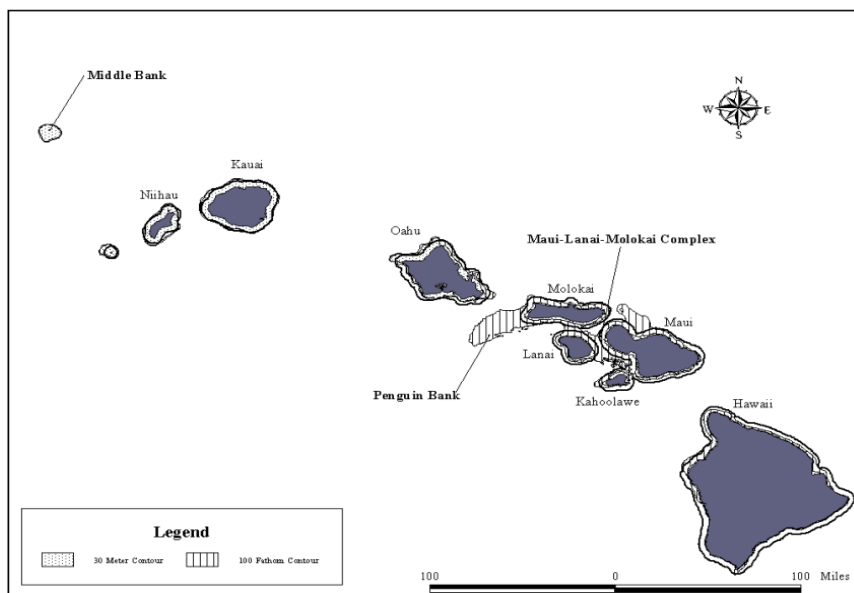 Middle Bank
N
W E
S
Kauai
Niihau
Oahu
Maui-Lanai-Molokai Complex
Molokai
Maui
Lanai
Penguin Bank
Kahoolawe
Hawaii
Legend
30 Meter Contour 100 Fathom Contour
100 0 100 Miles